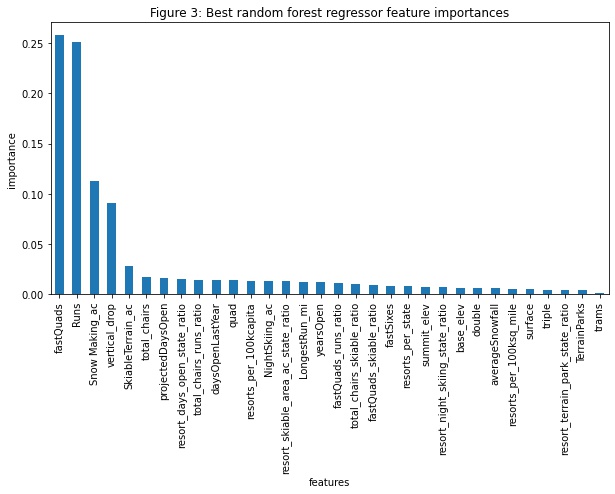 Figure 3: Best random forest regressor feature importances
importance
0.25
0.20
0.15
0.10
0.05
0.00
fastQuads
Runs
Snow Making_ac
vertical_drop
SkiableTerrain_ac
total_chairs
projectedDaysOpen
resort_days_open_state_ratio
total_chairs_runs_ratio
daysOpenLastYear
quad
resorts_per_100kcapita
NightSkiing_ac
resort_skiable_area_ac_state_ratio
LongestRun_mi
yearsOpen
fastQuads_runs_ratio
total_chairs_skiable_ratio
fastQuads_skiable_ratio
fastSixes
resorts_per_state
summit_elev
resort_night_skiing_state_ratio
base_elev
double
averageSnowfall
resorts_per_100ksq_mile
surface
triple
resort_terrain_park_state_ratio
TerrainParks
trams
features